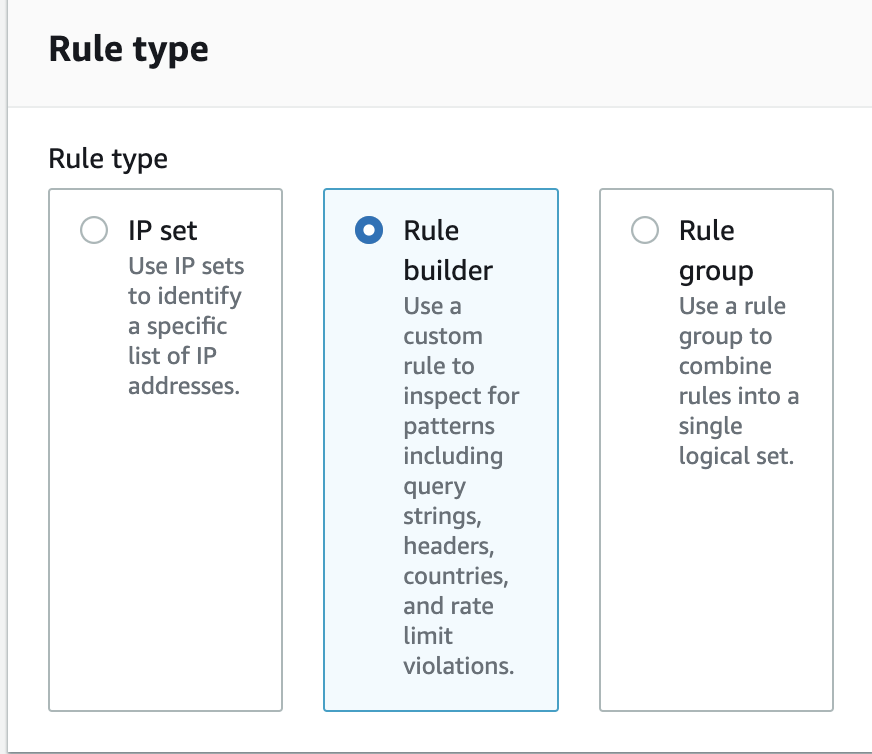 Rule type
Rule type
IP set
Use IP sets
to identify
a specific
list of IP
addresses.
Rule
builder
Use a
custom
rule to
inspect for
patterns
including
query
strings,
headers,
countries,
and rate
limit
violations.
Rule
group
Use a rule
group to
combine
rules into a
single
logical set.